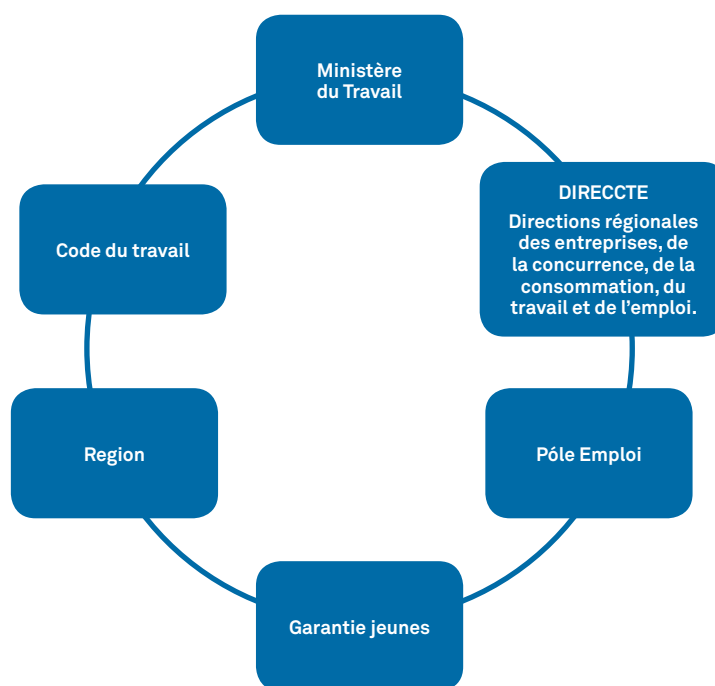 Ministère
du Travail
DIRECCTE
Directions régionales
des entreprises, de
la concurrence, de la
consommation, du
travail et de l'emploi.
Code du travail
Region
Póle Emploi
Garantie jeunes